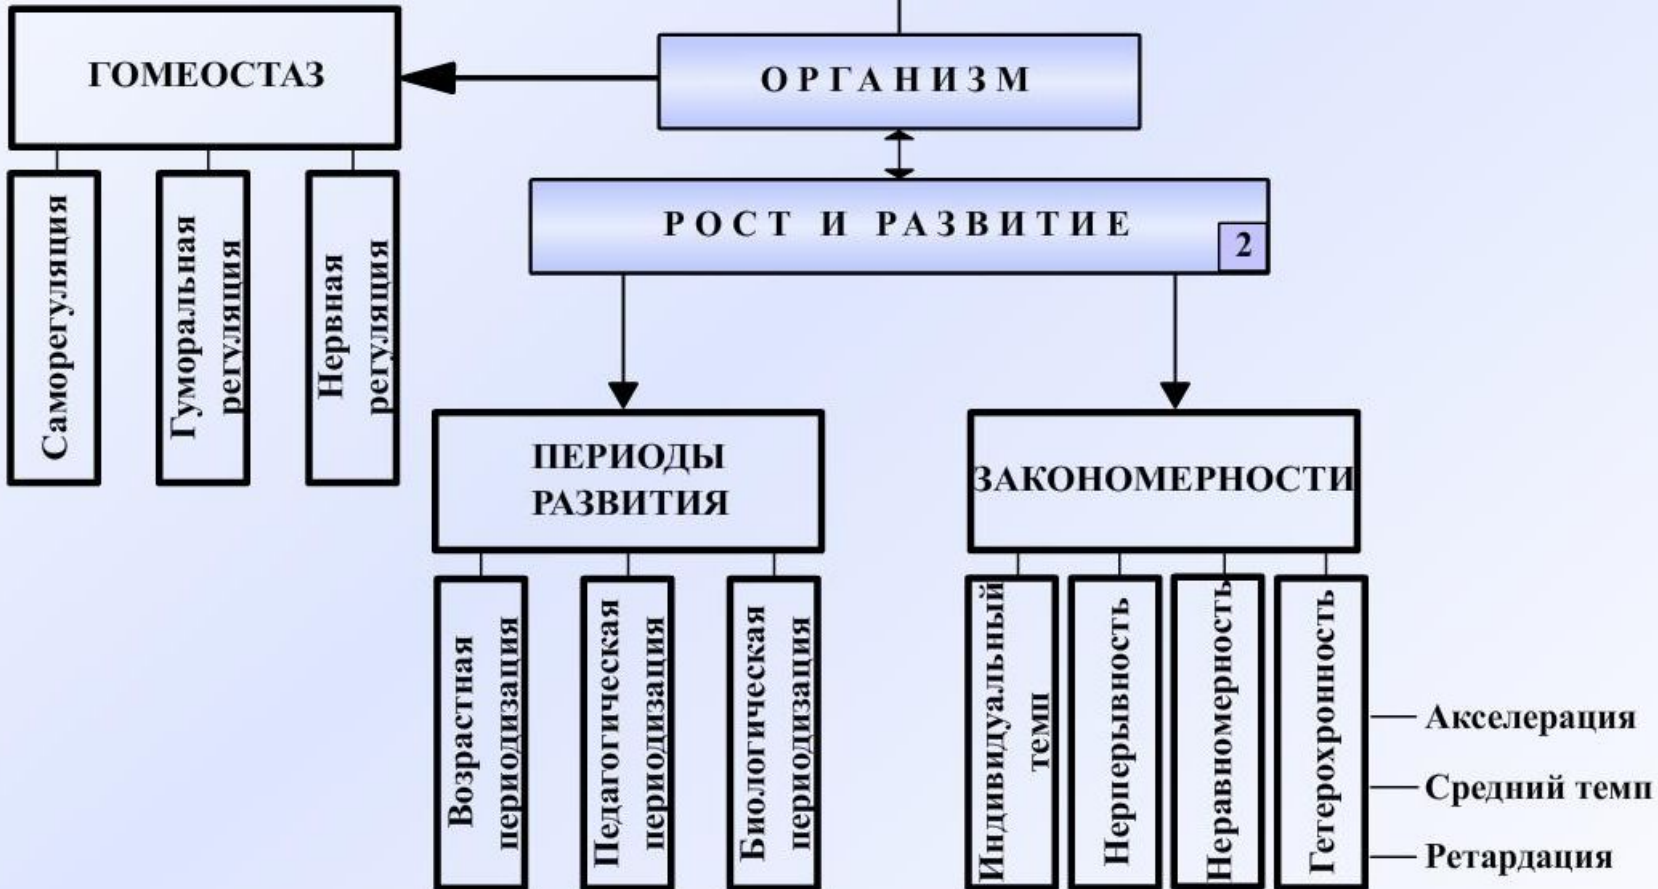 ГОМЕОСТАЗ
ОРГАНИЗМ
Саморегуляция
Гуморальная
регуляция
Нервная
регуляция
РОСТ И РАЗВИТИЕ
2
ПЕРИОДЫ
РАЗВИТИЯ
ЗАКОНОМЕРНОСТИ
Возрастная
периодизация
Педагогическая
периодизация
Биологическая
периодизация
Индивидуальный
темп
Нерперывность
Неравномерность
Гетерохронность
Акселерация
Средний темп
Ретардация